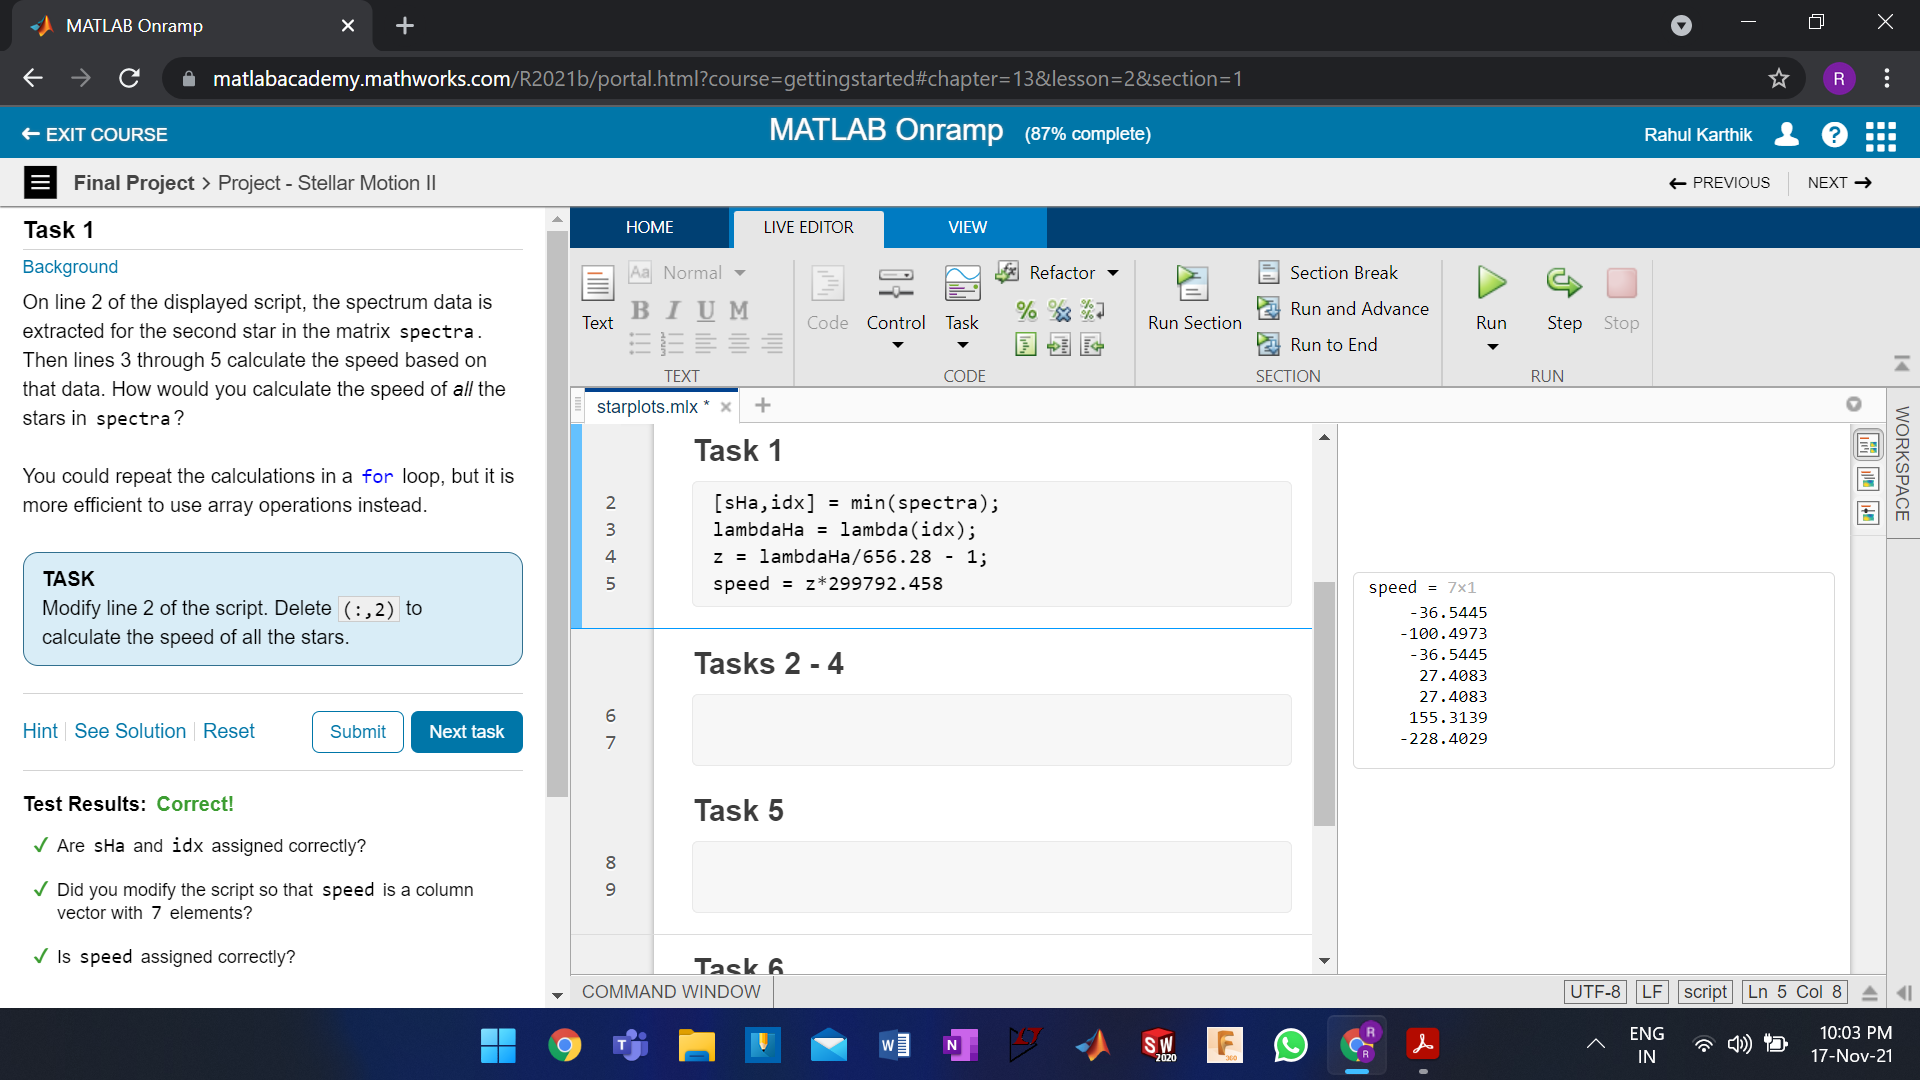 MATLAB Onramp
matlabacademy.mathworks.com/R2021b/portal.html?course=gettingstarted#chapter=13&lesson=2&section=1
R
EXIT COURSE
MATLAB Onramp (87% complete)
Rahul Karthik
?
Final Project > Project - Stellar Motion II
PREVIOUS
NEXT
Task 1
Background
On line 2 of the displayed script, the spectrum data is
extracted for the second star in the matrix spectra.
Then lines 3 through 5 calculate the speed based on
that data. How would you calculate the speed of all the
stars in spectra?
You could repeat the calculations in a for loop, but it is
more efficient to use array operations instead.
TASK
Modify line 2 of the script. Delete (:,2) to
calculate the speed of all the stars.
Hint
See Solution
Reset
Submit
Next task
Test Results: Correct!
Are sHa and idx assigned correctly?
Did you modify the script so that speed is a column
vector with 7 elements?
Is speed assigned correctly?
HOME
LIVE EDITOR
VIEW
Text
Aa Normal
B I U M
TEXT
Code
Control
Task
Refactor
CODE
Run Section
Section Break
Run and Advance
Run to End
SECTION
Run
Step
Stop
RUN
starplots.mlx *
WORKSPACE
Task 1
2 [sHa,idx] = min(spectra);
3 lambdaHa = lambda(idx);
4 z = lambdaHa/656.28 - 1;
5 speed = z*299792.458
Tasks 2 - 4
6
7
Task 5
8
9
Task 6
speed = 7×1
-36.5445
-100.4973
-36.5445
27.4083
27.4083
155.3139
-228.4029
COMMAND WINDOW
UTF-8
LF
script
Ln 5 Col 8
SW
2020
F
360
R
R
ENG
IN
10:03 PM
17-Nov-21